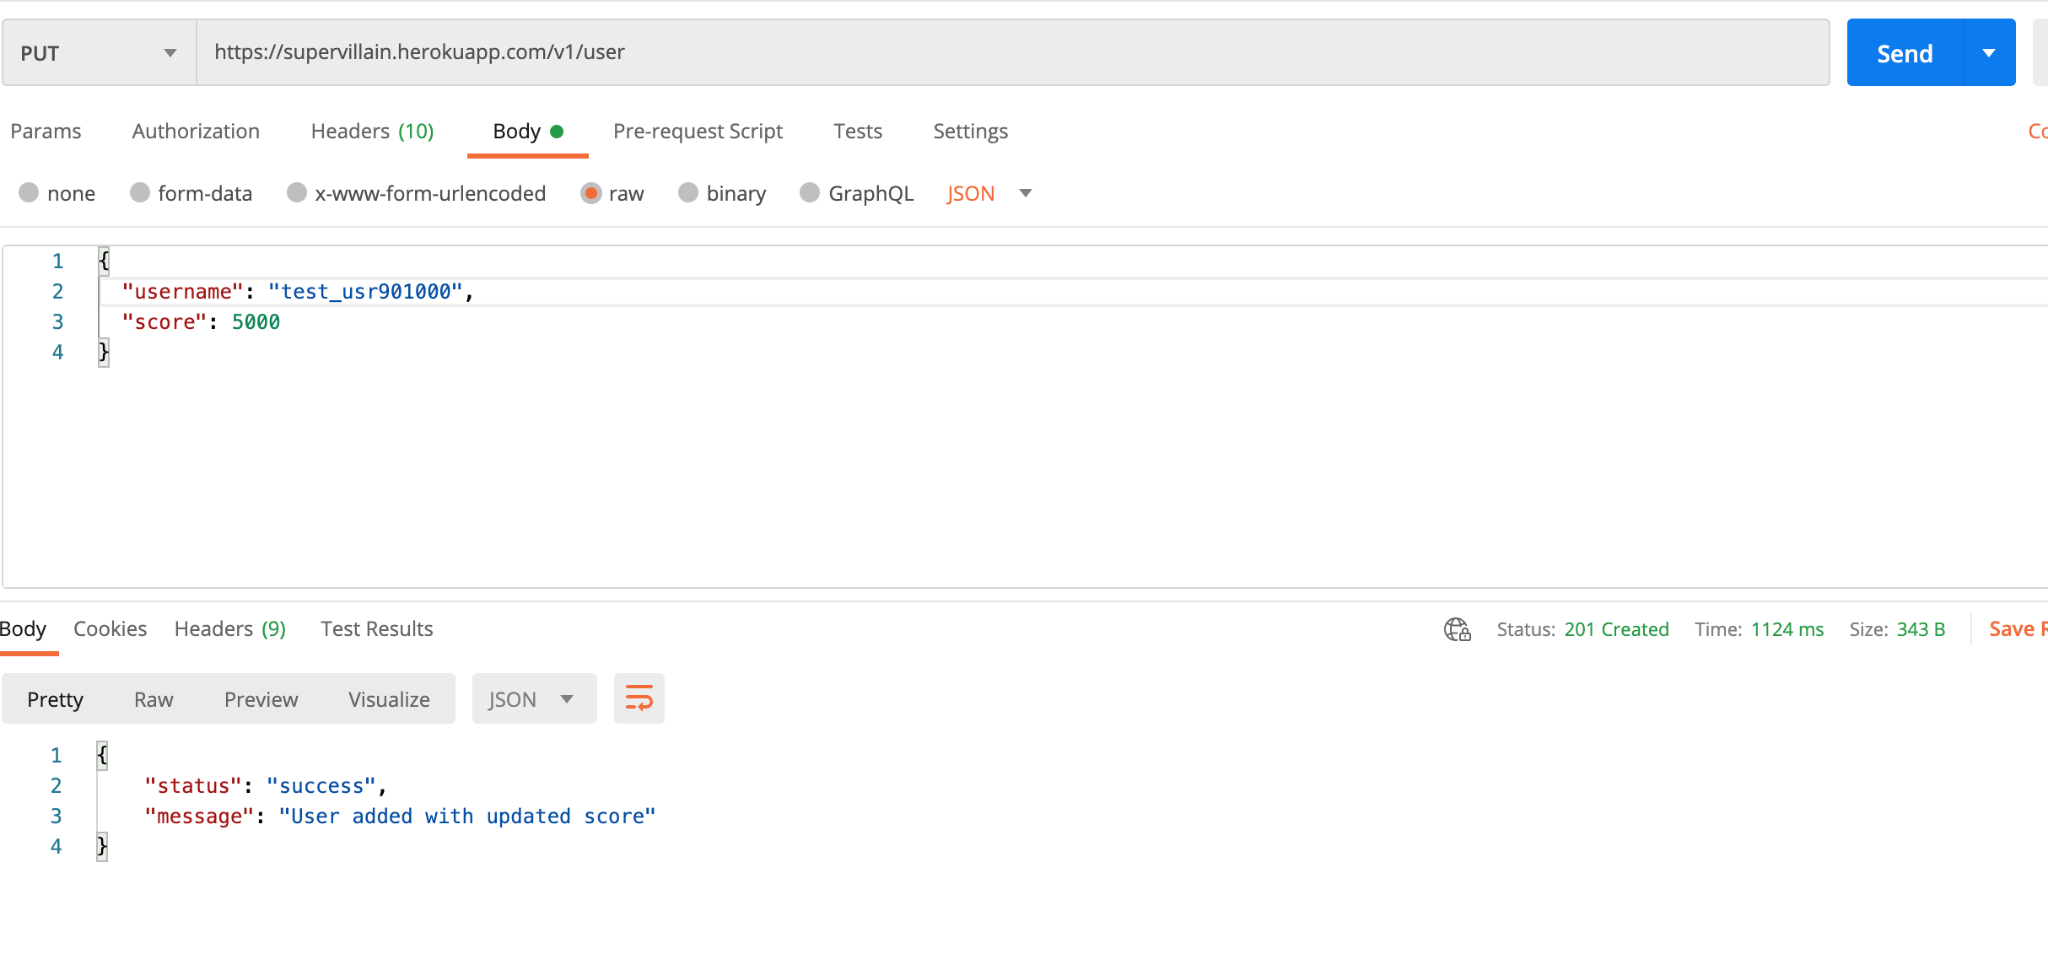 PUT https://supervillain.herokuapp.com/v1/user Send
Params Authorization Headers (10) Body Pre-request Script Tests Settings Co
none form-data x-www-form-urlencoded raw binary GraphQL JSON
1 {
2 "username": "test_usr901000",
3 "score": 5000
4 }
Body Cookies Headers (9) Test Results Status: 201 Created Time: 1124 ms Size: 343 B Save R
Pretty Raw Preview Visualize JSON
1 {
2 "status": "success",
3 "message": "User added with updated score"
4 }